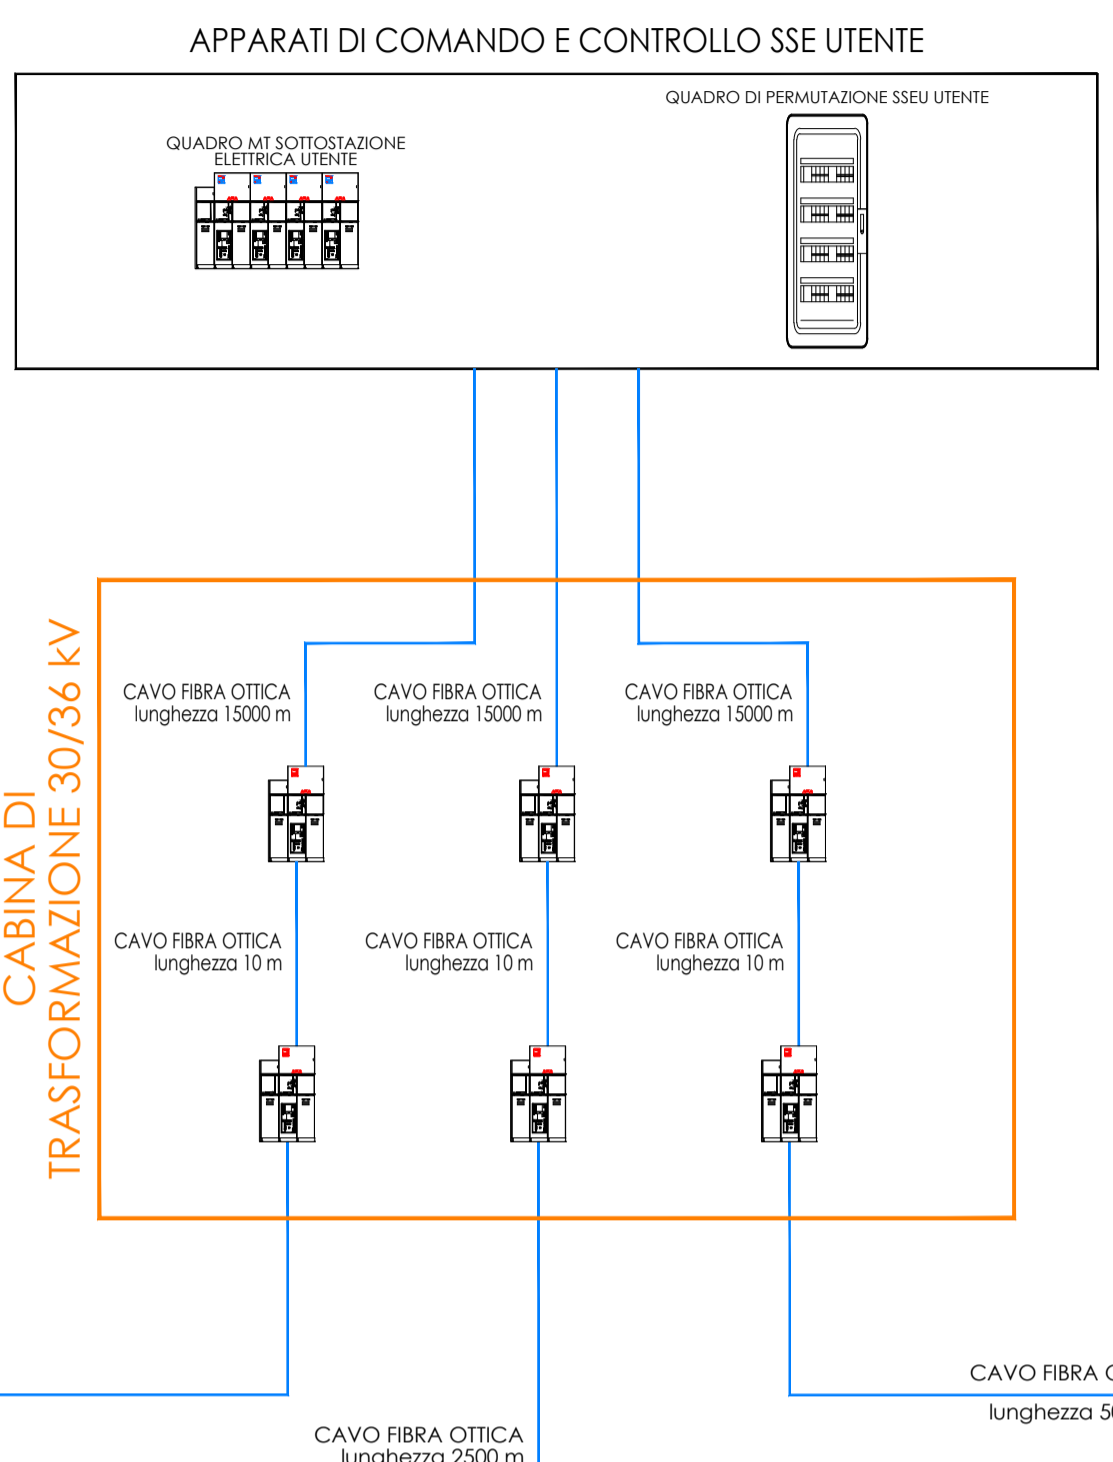 APPARATI DI COMANDO E CONTROLLO SSE UTENTE
QUADRO DI PERMUTAZIONE SSEU UTENTE
QUADRO MT SOTTOSTAZIONE
ELETTRICA UTENTE
CABINA DI
TRASFORMAZIONE 30/36 kV
CAVO FIBRA OTTICA
lunghezza 15000 m
CAVO FIBRA OTTICA
lunghezza 15000 m
CAVO FIBRA OTTICA
lunghezza 15000 m
CAVO FIBRA OTTICA
lunghezza 10 m
CAVO FIBRA OTTICA
lunghezza 10 m
CAVO FIBRA OTTICA
lunghezza 10 m
CAVO FIBRA
lunghezza
CAVO FIBRA OTTICA
lunghezza 2500 m